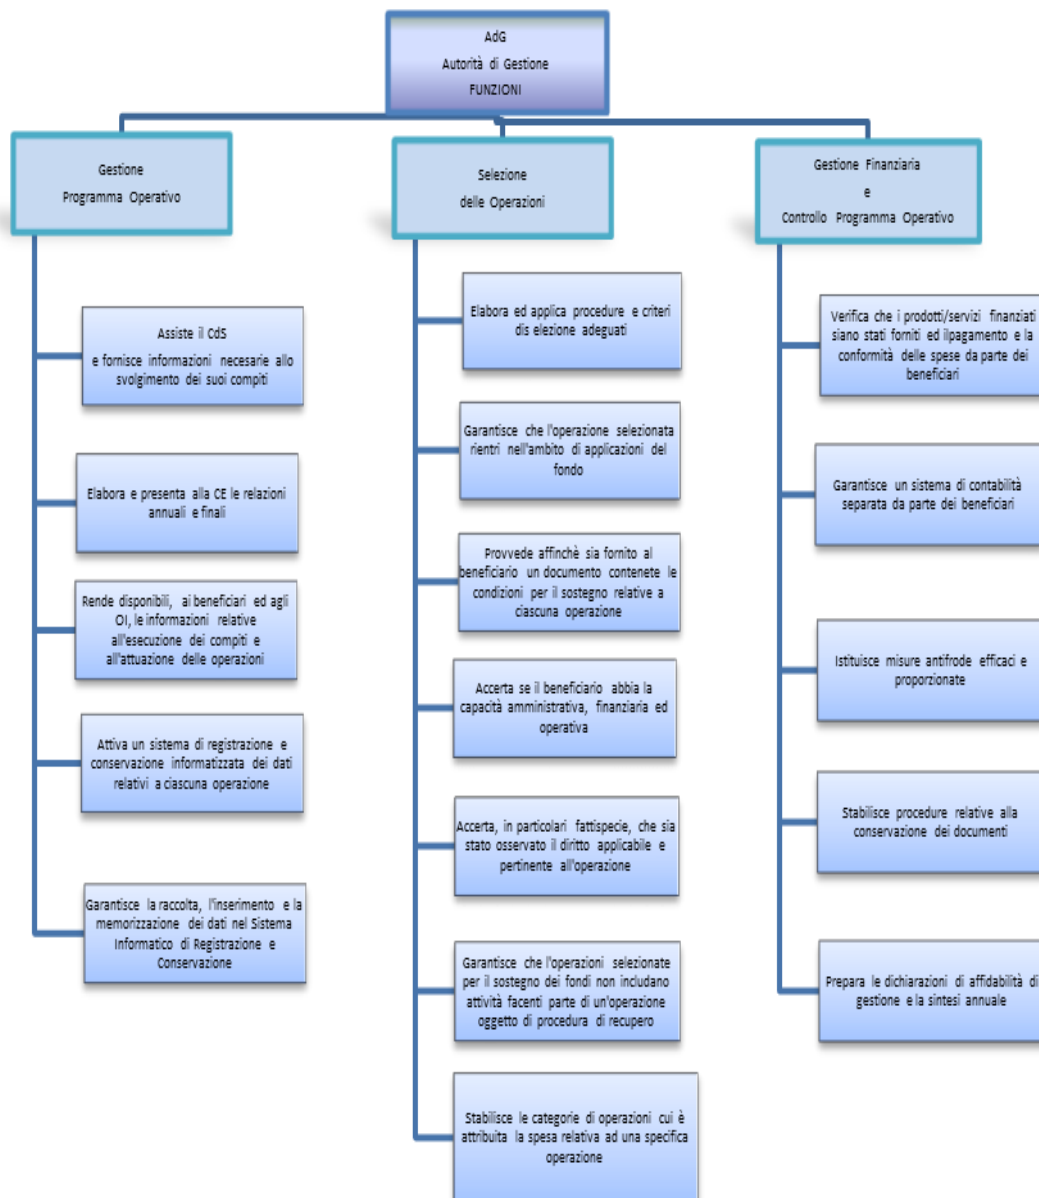 AdG
Autorità di Gestione
FUNZIONI
Gestione
Programma Operativo
Assiste il CdS
e fornisce informazioni necesarie allo
svolgimento dei suoi compiti
Elabora e presenta alla CE le relazioni
annuali e finali
Rende disponibili, ai beneficiari ed agli
OI, le informazioni relative
all'esecuzione dei compiti e
all'attuazione delle operazioni
Attiva un sistema di registrazione e
conservazione informatizzata dei dati
relativi a ciascuna operazione
Garantisce la raccolta, l'inserimento e la
memorizzazione dei dati nel Sistema
Informatico di Registrazione e
Conservazione
Selezione
delle Operazioni
Elabora ed applica procedure e criteri
dis elezione adeguati
Garantisce che l'operazione selezionata
rientri nell'ambito di applicazioni del
fondo
Provvede affinchè sia fornito al
beneficiario un documento contenete le
condizioni per il sostegno relative a
ciascuna operazione
Accerta se il beneficiario abbia la
capacità amministrativa, finanziaria ed
operativa
Accerta, in particolari fattispecie, che sia
stato osservato il diritto applicabile e
pertinente all'operazione
Garantisce che l'operazioni selezionate
per il sostegno dei fondi non includano
attività facenti parte di un'operazione
oggetto di procedura di recupero
Stabilisce le categorie di operazioni cui è
attribuita la spesa relativa ad una specifica
operazione
Gestione Finanziaria
e
Controllo Programma Operativo
Verifica che i prodotti/servizi finanziati
siano stati forniti ed ilpagamento e la
conformità delle spese da parte dei
beneficiari
Garantisce un sistema di contabilità
separata da parte dei beneficiari
Istituisce misure antifrode efficaci e
proporzionate
Stabilisce procedure relative alla
conservazione dei documenti
Prepara le dichiarazioni di affidabilità di
gestione e la sintesi annuale